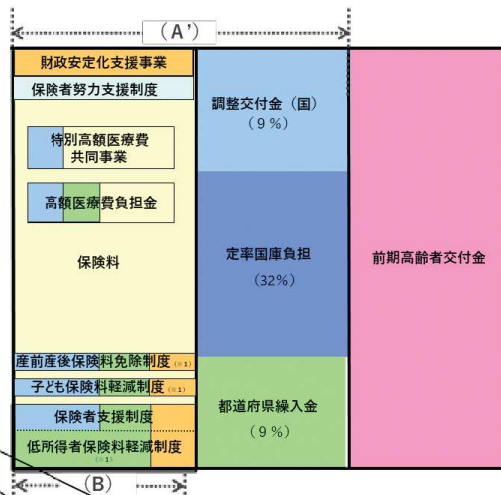 （A’）
財政安定化支援事業
保険者努力支援制度
特別高額医療費
共同事業
高額医療費負担金
保険料
産前産後保険料免除制度（※1）
子ども保険料軽減制度（※1）
保険者支援制度
低所得者保険料軽減制度
（※1）
（B）
調整交付金（国）
（９％）
定率国庫負担
（32％）
都道府県繰入金
（９％）
前期高齢者交付金